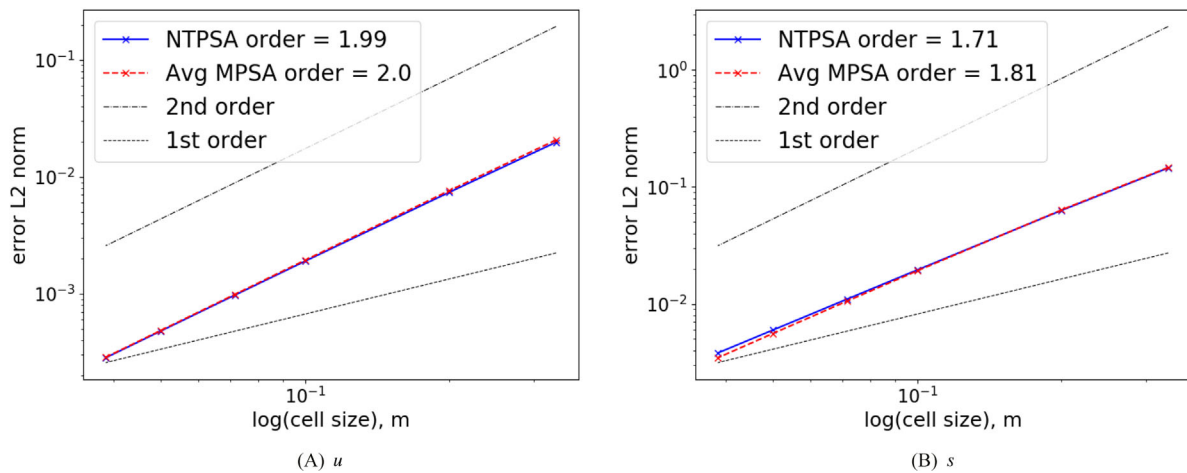 NTPSA order = 1.99
Avg MPSA order = 2.0
2nd order
1st order
10⁻¹
10⁻²
10⁻³
error L2 norm
10⁻¹
log(cell size), m
(A) u
NTPSA order = 1.71
Avg MPSA order = 1.81
2nd order
1st order
10⁰
10⁻¹
10⁻²
error L2 norm
10⁻¹
log(cell size), m
(B) s